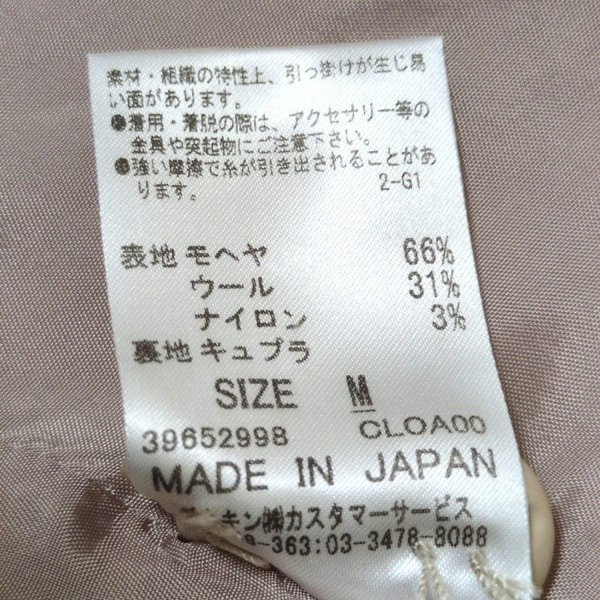 素材・組織の特性上、引っ掛けが生じ易
い面があります。
●着用・着脱の際は、アクセサリー等の
金具や突起物にご注意下さい。
●強い摩擦で糸が引き出されることがあ
ります。 2-G1
表地 モヘヤ 66%
ウール 31%
ナイロン 3%
裏地 キュプラ
SIZE M
39652998 CLOA00
MADE IN JAPAN
キン㈱カスタマーサービス
-363:03-3478-8088